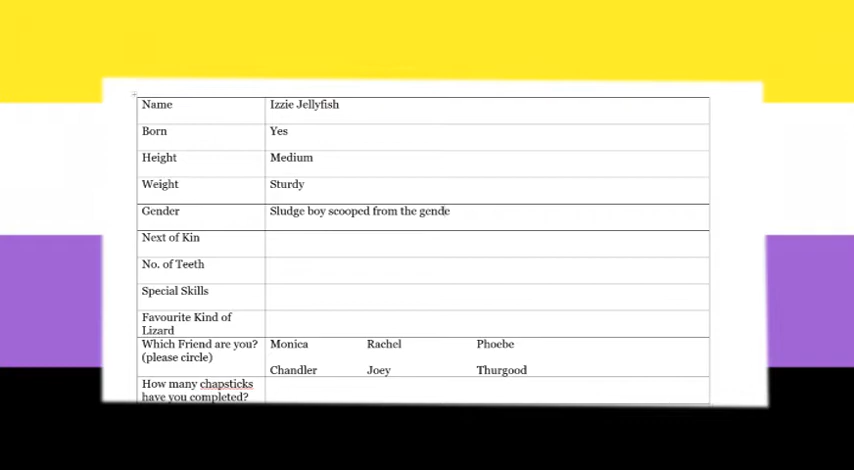 Name Izzie Jellyfish
Born Yes
Height Medium
Weight Sturdy
Gender Sludge boy scooped from the gende
Next of Kin
No. of Teeth
Special Skills
Favourite Kind of
Lizard
Which Friend are you? Monica Rachel Phoebe
(please circle)
Chandler Joey Thurgood
How many chapsticks
have you completed?